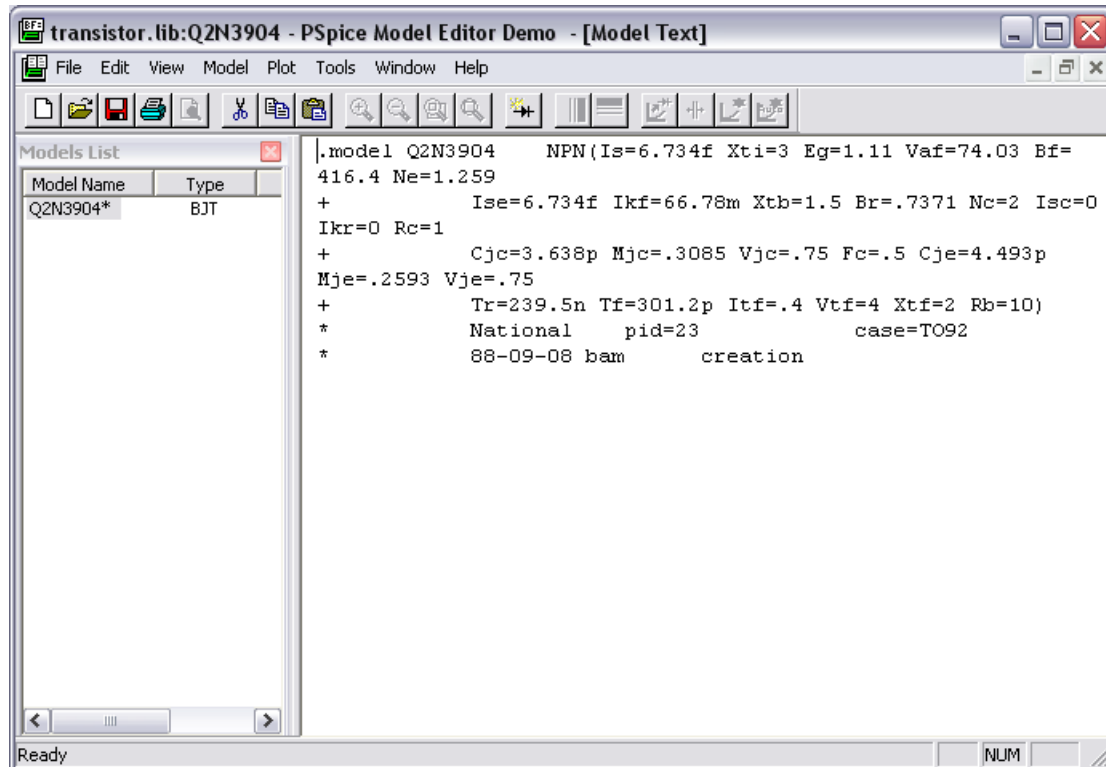 transistor.lib:Q2N3904 - PSpice Model Editor Demo - [Model Text]
File Edit View Model Plot Tools Window Help
Models List
Model Name Type
Q2N3904* BJT
.model Q2N3904 NPN(Is=6.734f Xti=3 Eg=1.11 Vaf=74.03 Bf=
416.4 Ne=1.259
+ Ise=6.734f Ikf=66.78m Xtb=1.5 Br=.7371 Nc=2 Isc=0
Ikr=0 Rc=1
+ Cjc=3.638p Mjc=.3085 Vjc=.75 Fc=.5 Cje=4.493p
Mje=.2593 Vje=.75
+ Tr=239.5n Tf=301.2p Itf=.4 Vtf=4 Xtf=2 Rb=10)
* National pid=23 case=TO92
* 88-09-08 bam creation
Ready NUM